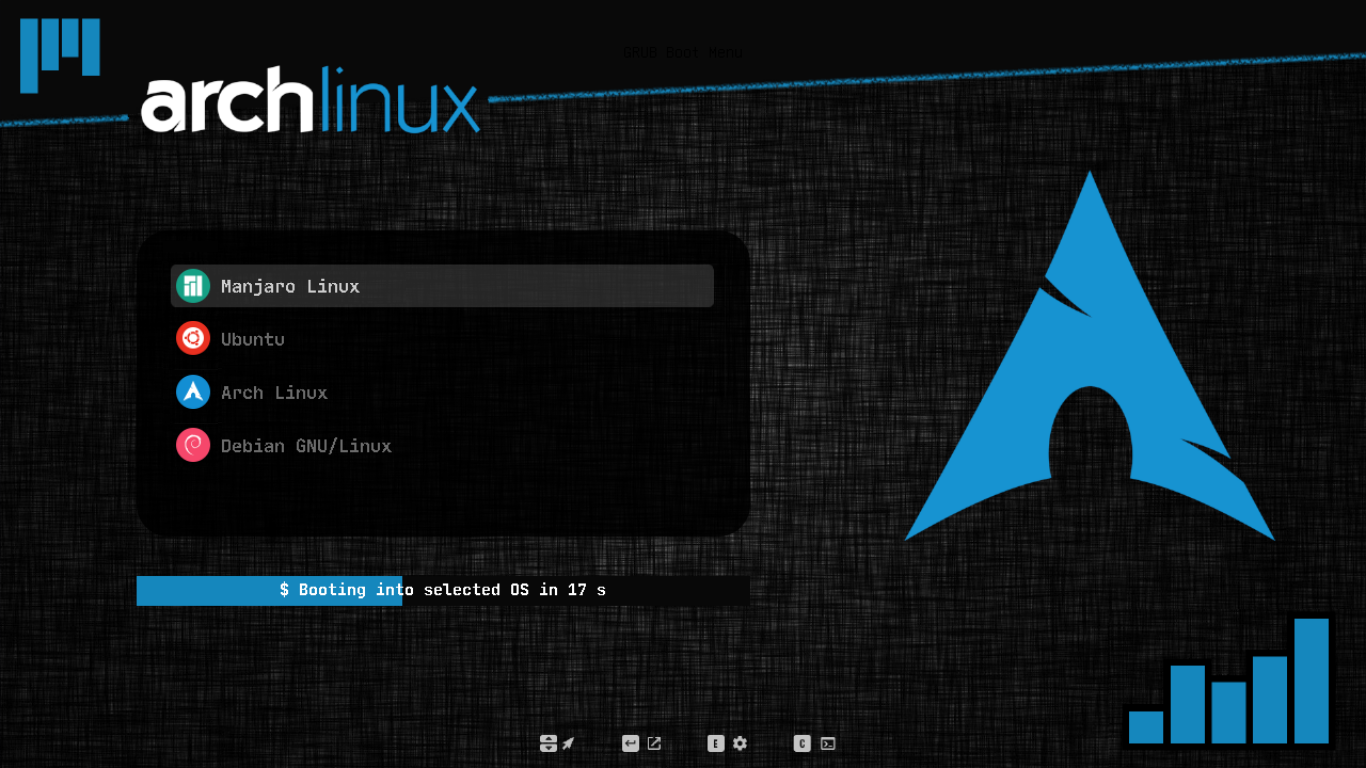 GRUB Boot Menu
archlinux
Manjaro Linux
Ubuntu
Arch Linux
Debian GNU/Linux
$ Booting into selected OS in 17 s
E
C